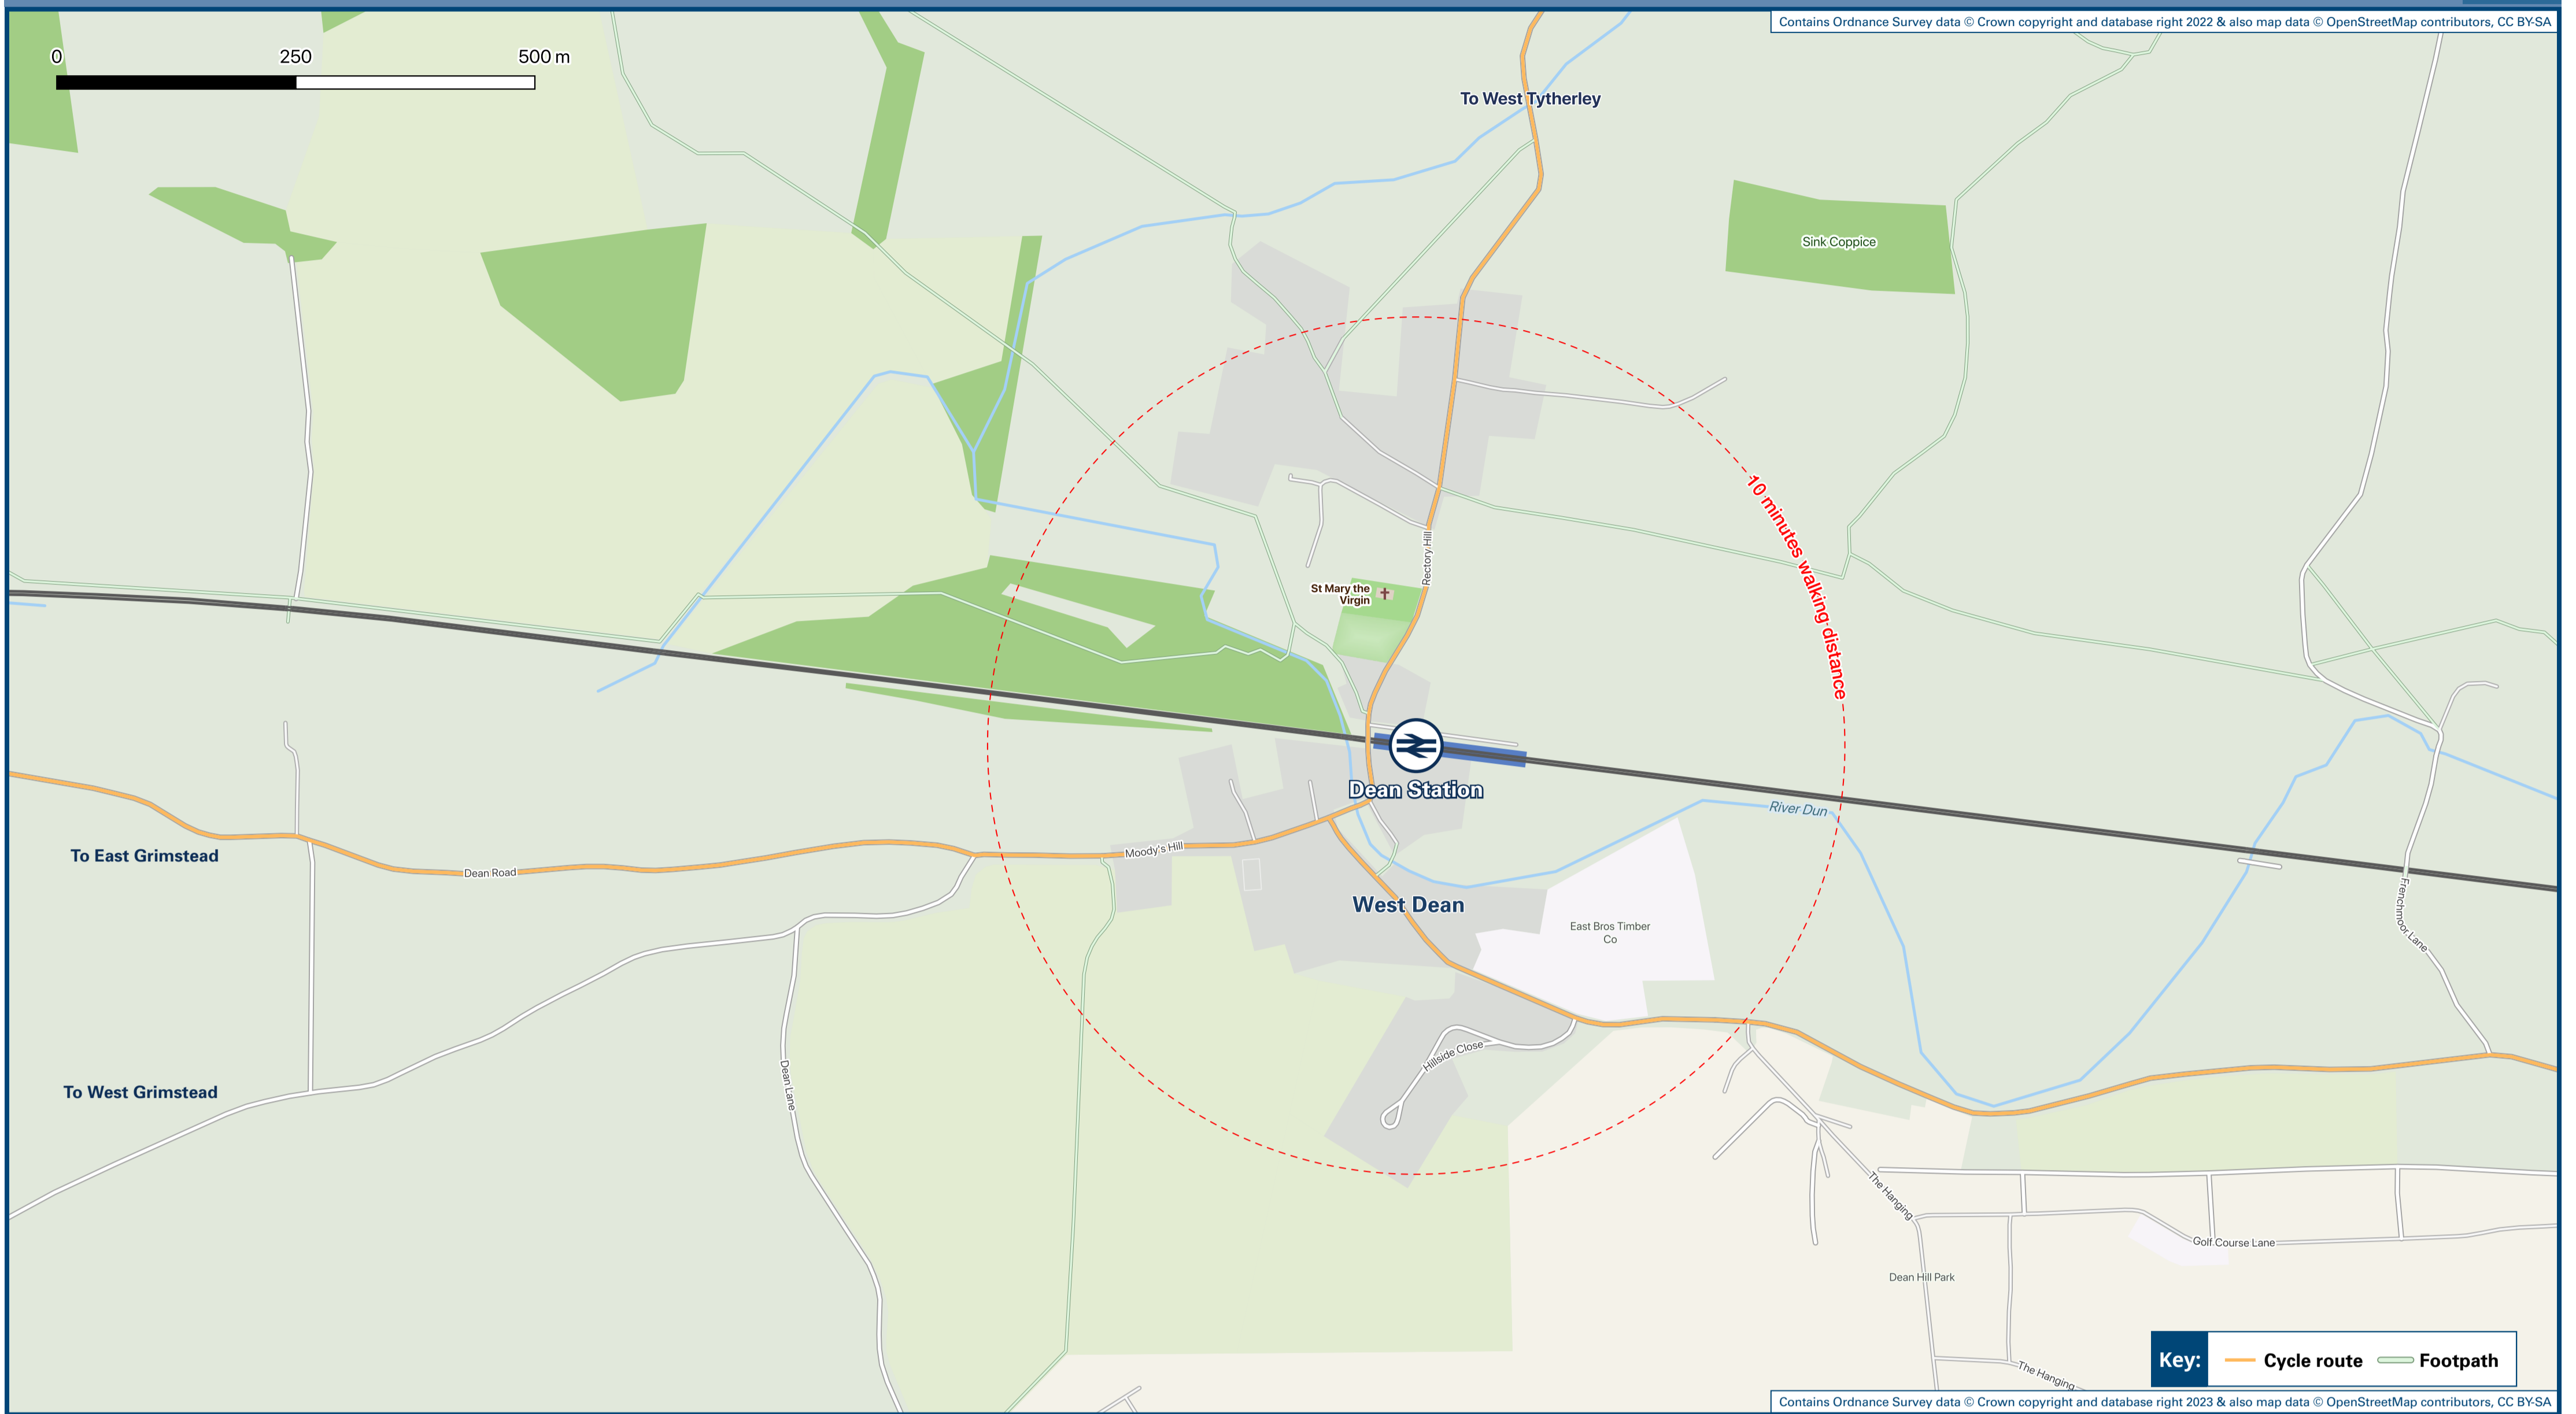 Contains Ordnance Survey data © Crown copyright and database right 2022 & also map data © OpenStreetMap contributors, CC BY-SA
0 250 500 m
To West Tytherley
Sink Coppice
10 minutes walking distance
Rectory Hill
St Mary the
Virgin
Dean Station
River Dun
To East Grimstead
Moody's Hill
Dean Road
West Dean
East Bros Timber
Co
Frenchmoor Lane
Hillside Close
Dean Lane
To West Grimstead
The Hanging
Golf Course Lane
Dean Hill Park
The Hanging
Key: Cycle route Footpath
Contains Ordnance Survey data © Crown copyright and database right 2023 & also map data © OpenStreetMap contributors, CC BY-SA